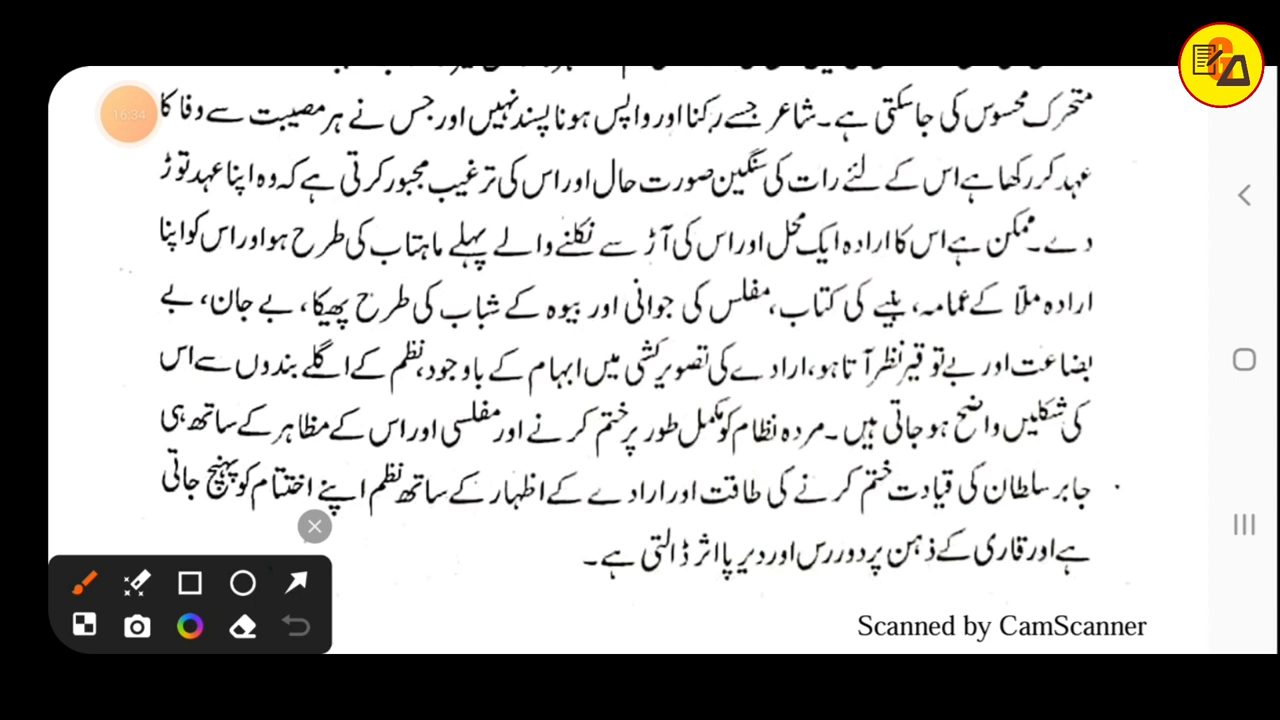 متحرک محسوس کی جاسکتی ہے۔ شاعر جسے رکنا اور واپس ہونا پسند نہیں اور جس نے ہر مصیبت سے وفا کا
عہد کر رکھا ہے اس کے لئے رات کی سنگین صورت حال اور اس کی ترغیب مجبور کرتی ہے کہ وہ اپنا عہد توڑ
دے۔ ممکن ہے اس کا ارادہ ایک محل اور اس کی آڑ سے نکلنے والے پہلے ماہتاب کی طرح ہو اور اس کو اپنا
ارادہ ملّا کے عمامہ، بنیے کی کتاب، مفلس کی جوانی اور بیوہ کے شباب کی طرح پھیکا، بے جان، بے
بضاعت اور بے توقیر نظر آتا ہو، ارادے کی تصویر کشی میں ابہام کے باوجود، نظم کے اگلے بندوں سے اس
کی شکلیں واضح ہو جاتی ہیں۔ مردہ نظام کو مکمل طور پر ختم کرنے اور مفلسی اور اس کے مظاہر کے ساتھ ہی
جابر سلطان کی قیادت ختم کرنے کی طاقت اور ارادے کے اظہار کے ساتھ نظم اپنے اختتام کو پہنچ جاتی
ہے اور قاری کے ذہن پر دور رس اور دیر پا اثر ڈالتی ہے۔
Scanned by CamScanner
16:34